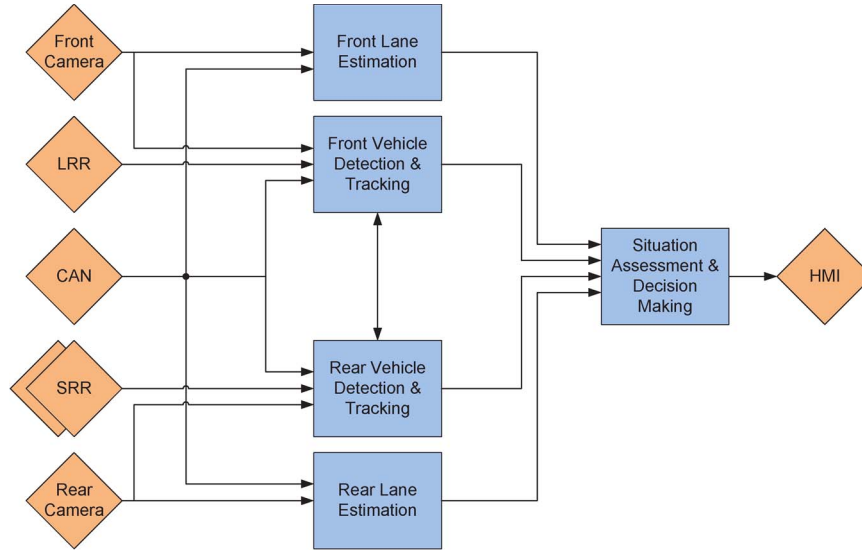 Front
Camera
Front Lane
Estimation
LRR
Front Vehicle
Detection &
Tracking
CAN
Situation
Assessment &
Decision
Making
HMI
SRR
Rear Vehicle
Detection &
Tracking
Rear
Camera
Rear Lane
Estimation